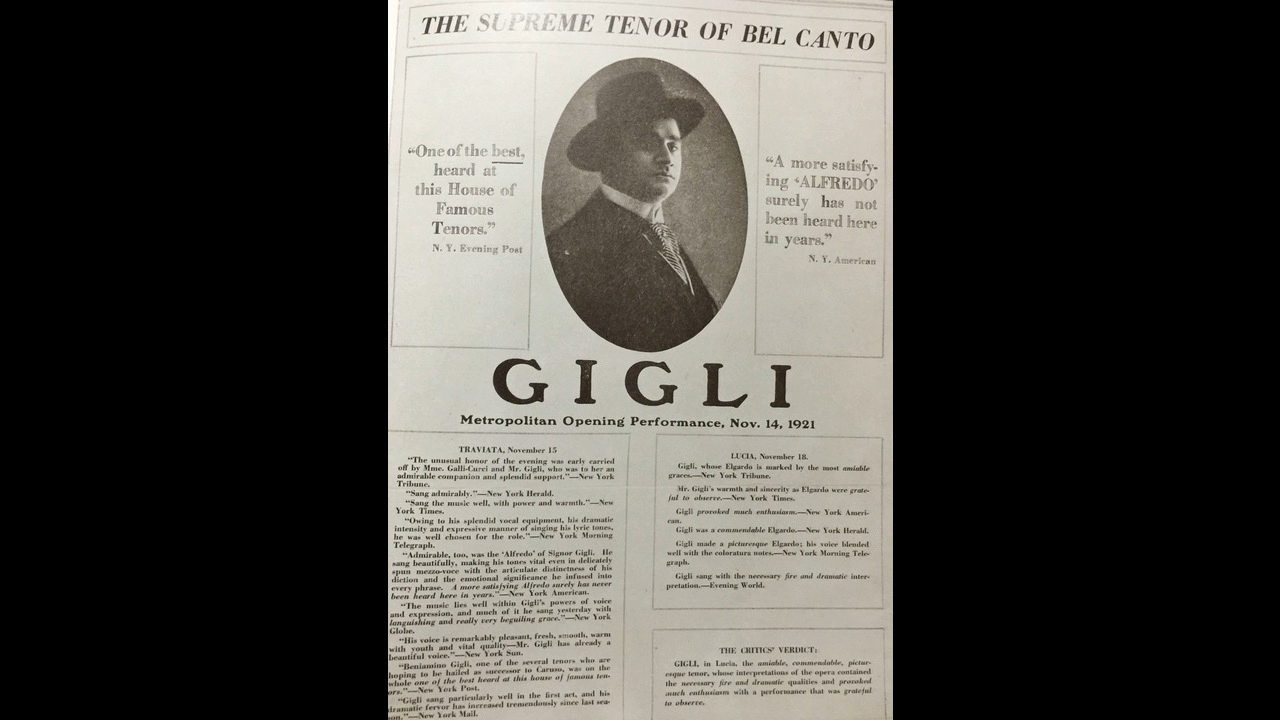 THE SUPREME TENOR OF BEL CANTO
“One of the best,
heard at
this House of
Famous
Tenors.”
N. Y. Evening Post
“A more satisfy-
ing ‘ALFREDO’
surely has not
been heard here
in years.”
N. Y. American
GIGLI
Metropolitan Opening Performance, Nov. 14, 1921
TRAVIATA, November 15
“The unusual honor of the evening was early carried
off by Mme. Galli-Curci and Mr. Gigli, who was to her an
admirable companion and splendid support.”—New York
Tribune.
“Sang admirably.”—New York Herald.
“Sang the music well, with power and warmth.”—New
York Times.
“Owing to his splendid vocal equipment, his dramatic
intensity and expressive manner of singing his lyric tones,
he was well chosen for the role.”—New York Morning
Telegraph.
“Admirable, too, was the ‘Alfredo’ of Signor Gigli. He
sang beautifully, making his tones vital even in delicately
spun mezzo-voce with the articulate distinctness of his
diction and the emotional significance he infused into
every phrase. A more satisfying Alfredo surely has never
been heard here in years.”—New York American.
“The music lies well within Gigli’s powers of voice
and expression, and much of it he sang yesterday with
languishing and really very beguiling grace.”—New York
Globe.
“His voice is remarkably pleasant, fresh, smooth, warm
with youth and vital quality—Mr. Gigli has already a
beautiful voice.”—New York Sun.
“Beniamino Gigli, one of the several tenors who are
hoping to be hailed as successor to Caruso, was on the
whole one of the best heard at this house of famous ten-
ors.”—New York Post.
“Gigli sang particularly well in the first act, and his
dramatic fervor has increased tremendously since last sea-
son.”—New York Mail.
LUCIA, November 18.
Gigli, whose Elgardo is marked by the most amiable
graces.—New York Tribune.
Mr. Gigli’s warmth and sincerity as Elgardo were grate-
ful to observe.—New York Times.
Gigli provoked much enthusiasm.—New York Ameri-
can.
Gigli was a commendable Elgardo.—New York Herald.
Gigli made a picturesque Elgardo; his voice blended
well with the coloratura notes.—New York Morning Tele-
graph.
Gigli sang with the necessary fire and dramatic inter-
pretation.—Evening World.
THE CRITICS’ VERDICT:
GIGLI, in Lucia, the amiable, commendable, pictur-
esque tenor, whose interpretations of the opera contained
the necessary fire and dramatic qualities and provoked
much enthusiasm with a performance that was grateful
to observe.